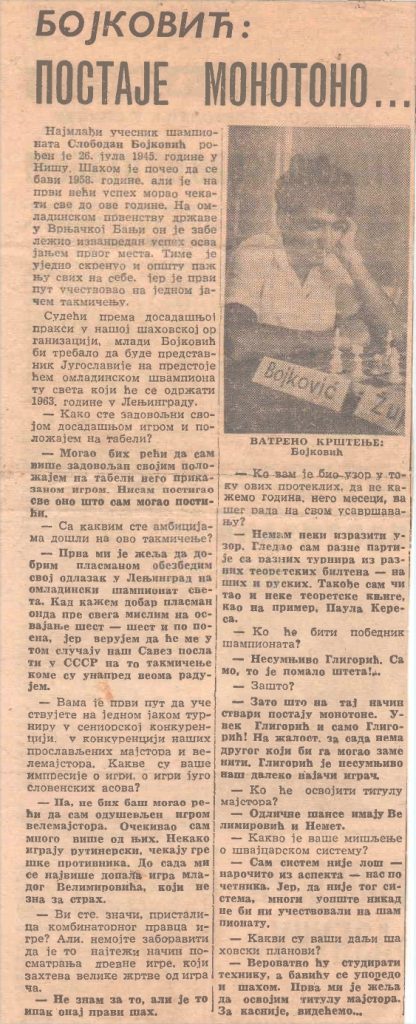 БОЈКОВИЋ:
ПОСТАЈЕ МОНОТОНО...
Најмлађи учесник шампио-
ната Слободан Бојковић ро-
ђен је 26. јула 1945. године у
Нишу. Шахом је почео да се
бави 1958. године, али је на
први већи успех морао чекати
ти све до ове године. На ом-
ладинском првенству државе
у Врњачкој Бањи он је забе-
лежио изванредан успех осва
јањем првог места. Тиме је
уједно скренуо и општу паж
њу свих на себе, јер је први
пут учествовао на једном ја-
чем такмичењу.
Судећи према досадашњој
пракси у нашој шаховској ор
ганизацији, млади Бојковић
би требало да буде представ-
ник Југославије на предстоје
ћем омладинском швампиона
ту света који ће се одржати
1963. године у Лењинграду.
— Како сте задовољни сво-
јом досадашњом игром и по-
ложајем на табели?
— Могао бих рећи да сам
више задовољан својим поло-
жајем на табели него прика-
заном игром. Нисам постигао
све оно што сам могао пости-
ћи.
— Са каквим сте амбиција-
ма дошли на ово такмичење?
— Прва ми је жеља да до-
брим пласманом обезбедим
свој одлазак у Лењинград на
омладински шампионат све-
та. Кад кажем добар пласман
онда пре свега мислим на ос-
вајање шест — шест и по по-
ена, јер верујем да ће ме у
том случају наш Савез посла
ти у СССР на то такмичење
коме се унапред веома раду-
јем.
— Вама је први пут да уче
ствујете на једном јаком тур-
ниру у сениорској конкурен-
цији, у конкуренцији наших
прослављених мајстора и ве-
лемајстора. Какве су ваше
импресије о игри, о игри југо
словенских асова?
— Па, не бих баш могао ре-
ћи да сам одушевљен игром
велемајстора. Очекивао сам
много више од њих. Некако
играју рутинерски, чекају гре
шке противника. До сада ми
се највише допала игра мла-
дог Велимировића, који не
зна за страх.
— Ви сте, значи, пристали-
ца комбинаторног правца и-
гре? Али, немојте заборавити
да је то најтежи начин пос-
матрања древне игре, који
захтева велике жртве од игра
ча.
— Не знам за то, али је то
ипак онај прави шах.
Bojković
Žu
ВАТРЕНО КРШТЕЊЕ:
Бојковић
— Ко вам је био узор у то-
ку ових протеклих, да не ка-
жемо година, него месеци, ва
шег рада на свом усавршава-
њу?
— Немам неки изразити у-
зор. Гледао сам разне парти-
је са разних турнира из раз-
них теоретских билтена — на
ших и руских. Такође сам чи
тао и неке теоретске књиге,
као на пример, Паула Кере-
са.
— Ко ће бити победник
шампионата?
— Несумњиво Глигорић. Са
мо, то је помало штета!..
— Зашто?
— Зато што на тај начин
ствари постају монотоне. У-
век Глигорић и само Глиго-
рић! На жалост, за сада нема
другог који би га могао заме
нити. Глигорић је несумњиво
наш далеко најачи играч.
— Ко ће освојити титулу
мајстора?
— Одличне шансе имају Ве
лимировић и Немет.
— Какво је ваше мишљење
о швајцарском систему?
— Сам систем није лош —
нарочито из аспекта — нас по
четника. Јер, да није тог си-
стема, многи уопште никад
не би ни учествовали на шам
пионату.
— Какви су ваши даљи ша
ховски планови?
— Вероватно ћу студирати
технику, а бавићу се упоредо
и шахом. Прва ми је жеља
да освојим титулу мајстора.
За касније, видећемо...